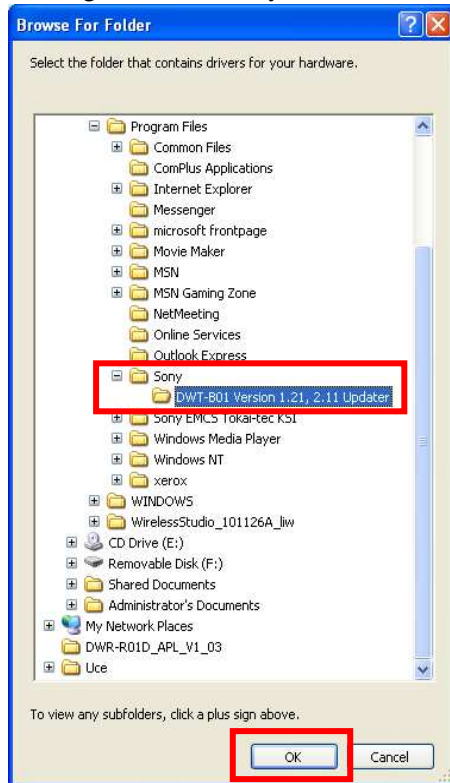 Browse For Folder
Select the folder that contains drivers for your hardware.
Program Files
Common Files
ComPlus Applications
Internet Explorer
Messenger
microsoft frontpage
Movie Maker
MSN
MSN Gaming Zone
NetMeeting
Online Services
Outlook Express
Sony
DWT-B01 Version 1.21, 2.11 Updater
Sony EMCS Tokai-tec KSI
Windows Media Player
Windows NT
xerox
WINDOWS
WirelessStudio_101126A_liw
CD Drive (E:)
Removable Disk (F:)
Shared Documents
Administrator's Documents
My Network Places
DWR-R01D_APL_V1_03
Uce
To view any subfolders, click a plus sign above.
OK Cancel